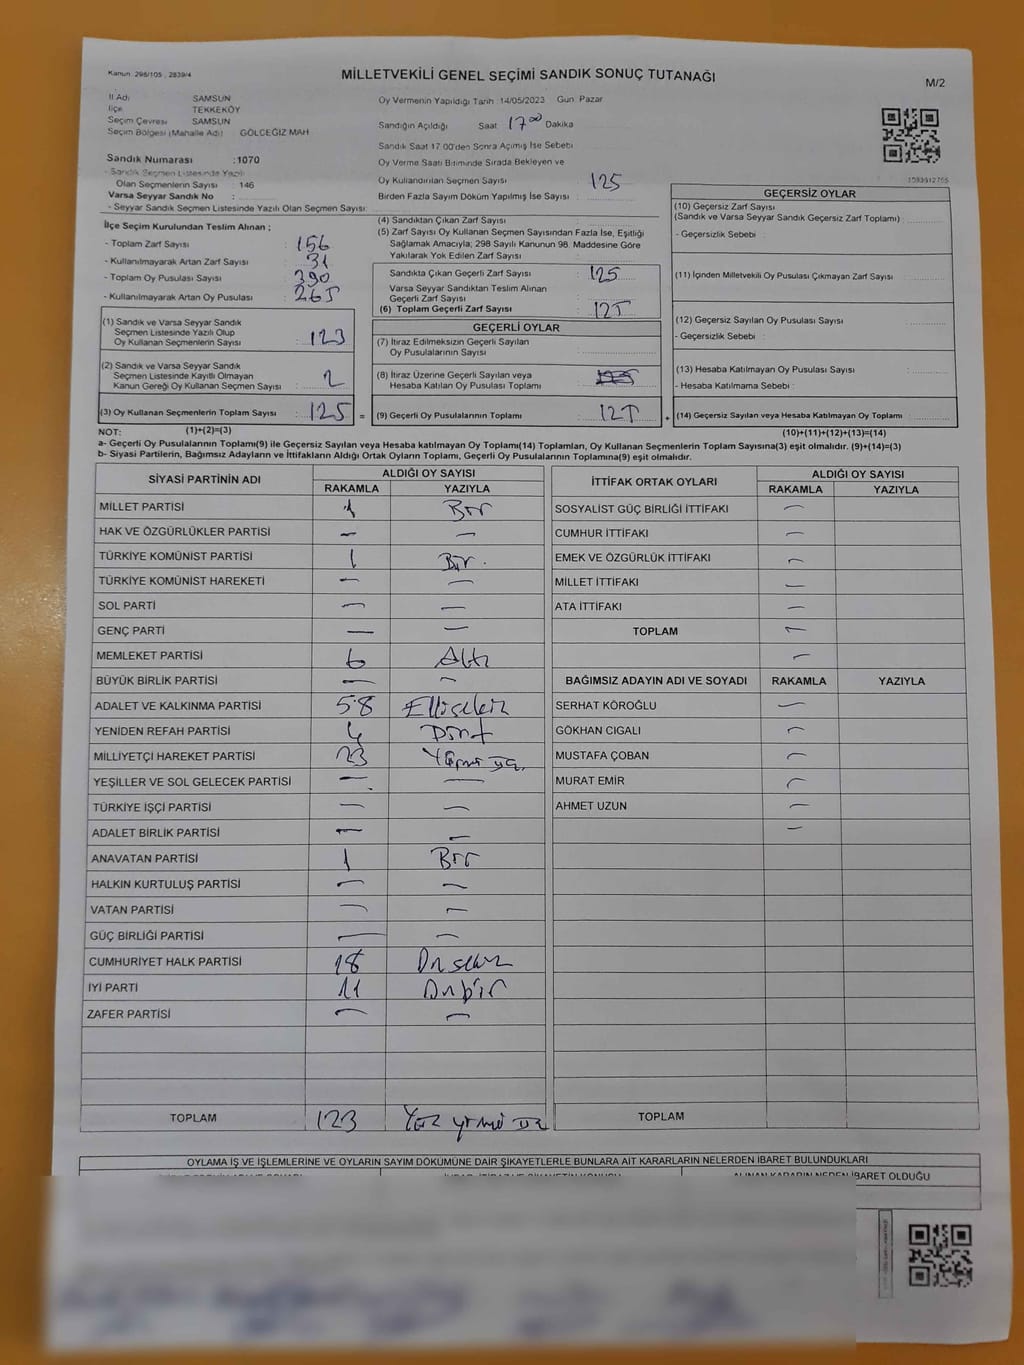 Kanun: 298/105, 2839/4
MİLLETVEKİLİ GENEL SEÇİMİ SANDIK SONUÇ TUTANAĞI
M/2
İl Adı SAMSUN
İlçe TEKKEKÖY
Seçim Çevresi SAMSUN
Seçim Bölgesi (Mahalle Adı) : GÖLCEĞİZ MAH
Sandık Numarası :1070
- Sandık Seçmen Listesinde Yazılı
Olan Seçmenlerin Sayısı : 146
Varsa Seyyar Sandık No :
- Seyyar Sandık Seçmen Listesinde Yazılı Olan Seçmen Sayısı:
Oy Vermenin Yapıldığı Tarih :14/05/2023 Gün: Pazar
Sandığın Açıldığı Saat 17 00 Dakika
Sandık Saat 17:00'den Sonra Açılmış İse Sebebi
Oy Verme Saati Bitiminde Sırada Bekleyen ve
Oy Kullandırılan Seçmen Sayısı 125
Birden Fazla Sayım Döküm Yapılmış İse Sayısı :
İlçe Seçim Kurulundan Teslim Alınan ;
- Toplam Zarf Sayısı : 156
- Kullanılmayarak Artan Zarf Sayısı : 31
- Toplam Oy Pusulası Sayısı : 390
- Kullanılmayarak Artan Oy Pusulası : 265
(1) Sandık ve Varsa Seyyar Sandık
Seçmen Listesinde Yazılı Olup
Oy Kullanan Seçmenlerin Sayısı : 123
(2) Sandık ve Varsa Seyyar Sandık
Seçmen Listesinde Kayıtlı Olmayan
Kanun Gereği Oy Kullanan Seçmen Sayısı : 2
(3) Oy Kullanan Seçmenlerin Toplam Sayısı : 125 =
(1)+(2)=(3)
(4) Sandıktan Çıkan Zarf Sayısı :
(5) Zarf Sayısı Oy Kullanan Seçmen Sayısından Fazla İse, Eşitliği
Sağlamak Amacıyla; 298 Sayılı Kanunun 98. Maddesine Göre
Yakılarak Yok Edilen Zarf Sayısı :
Sandıkta Çıkan Geçerli Zarf Sayısı : 125
Varsa Seyyar Sandıktan Teslim Alınan
Geçerli Zarf Sayısı :
(6) Toplam Geçerli Zarf Sayısı : 125
GEÇERLİ OYLAR
(7) İtiraz Edilmeksizin Geçerli Sayılan
Oy Pusulalarının Sayısı :
(8) İtiraz Üzerine Geçerli Sayılan veya
Hesaba Katılan Oy Pusulası Toplamı :
(9) Geçerli Oy Pusulalarının Toplamı : 125 +
GEÇERSİZ OYLAR
(10) Geçersiz Zarf Sayısı
(Sandık ve Varsa Seyyar Sandık Geçersiz Zarf Toplamı) :
- Geçersizlik Sebebi :
(11) İçinden Milletvekili Oy Pusulası Çıkmayan Zarf Sayısı :
(12) Geçersiz Sayılan Oy Pusulası Sayısı :
- Geçersizlik Sebebi :
(13) Hesaba Katılmayan Oy Pusulası Sayısı :
- Hesaba Katılmama Sebebi :
(14) Geçersiz Sayılan veya Hesaba Katılmayan Oy Toplamı :
(10)+(11)+(12)+(13)=(14)
NOT:
a- Geçerli Oy Pusulalarının Toplamı(9) ile Geçersiz Sayılan veya Hesaba katılmayan Oy Toplamı(14) Toplamları, Oy Kullanan Seçmenlerin Toplam Sayısına(3) eşit olmalıdır. (9)+(14)=(3)
b- Siyasi Partilerin, Bağımsız Adayların ve İttifakların Aldığı Ortak Oyların Toplamı, Geçerli Oy Pusulalarının Toplamına(9) eşit olmalıdır.
SİYASİ PARTİNİN ADI ALDIĞI OY SAYISI
RAKAMLA YAZIYLA
MİLLET PARTİSİ 1 Bir
HAK VE ÖZGÜRLÜKLER PARTİSİ — —
TÜRKİYE KOMÜNİST PARTİSİ 1 Bir.
TÜRKİYE KOMÜNİST HAREKETİ — —
SOL PARTİ — —
GENÇ PARTİ — —
MEMLEKET PARTİSİ 6 Altı
BÜYÜK BİRLİK PARTİSİ — —
ADALET VE KALKINMA PARTİSİ 58 Ellisekiz
YENİDEN REFAH PARTİSİ 4 Dört
MİLLİYETÇİ HAREKET PARTİSİ 23 Yirmi üç
YEŞİLLER VE SOL GELECEK PARTİSİ — —
TÜRKİYE İŞÇİ PARTİSİ — —
ADALET BİRLİK PARTİSİ — —
ANAVATAN PARTİSİ 1 Bir
HALKIN KURTULUŞ PARTİSİ — —
VATAN PARTİSİ — —
GÜÇ BİRLİĞİ PARTİSİ — —
CUMHURİYET HALK PARTİSİ 18 Onsekiz
İYİ PARTİ 11 Onbir
ZAFER PARTİSİ — —
TOPLAM 123 Yüz yirmi üç
İTTİFAK ORTAK OYLARI ALDIĞI OY SAYISI
RAKAMLA YAZIYLA
SOSYALİST GÜÇ BİRLİĞİ İTTİFAKI —
CUMHUR İTTİFAKI —
EMEK VE ÖZGÜRLÜK İTTİFAKI —
MİLLET İTTİFAKI —
ATA İTTİFAKI —
TOPLAM —
—
BAĞIMSIZ ADAYIN ADI VE SOYADI RAKAMLA YAZIYLA
SERHAT KÖROĞLU —
GÖKHAN CIGALI —
MUSTAFA ÇOBAN —
MURAT EMİR —
AHMET UZUN —
—
TOPLAM
OYLAMA İŞ VE İŞLEMLERİNE VE OYLARIN SAYIM DÖKÜMÜNE DAİR ŞİKAYETLERLE BUNLARA AİT KARARLARIN NELERDEN İBARET BULUNDUKLARI
ALINAN KARARIN NEDEN İBARET OLDUĞU